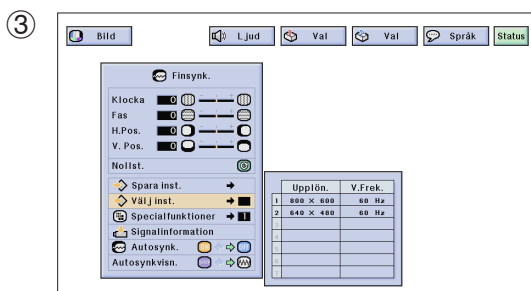 ③
Bild Ljud Val Val Språk Status
Finsynk.
Klocka 0 - +
Fas 0 - +
H.Pos. 0 - +
V. Pos. 0 - +
Nollst.
Spara inst.
Välj inst.
Specialfunktioner 1
Signalinformation
Autosynk.
Autosynkvisn.
Upplön. V.Frek.
1 800 × 600 60 Hz
2 640 × 480 60 Hz
3
4
5
6
7